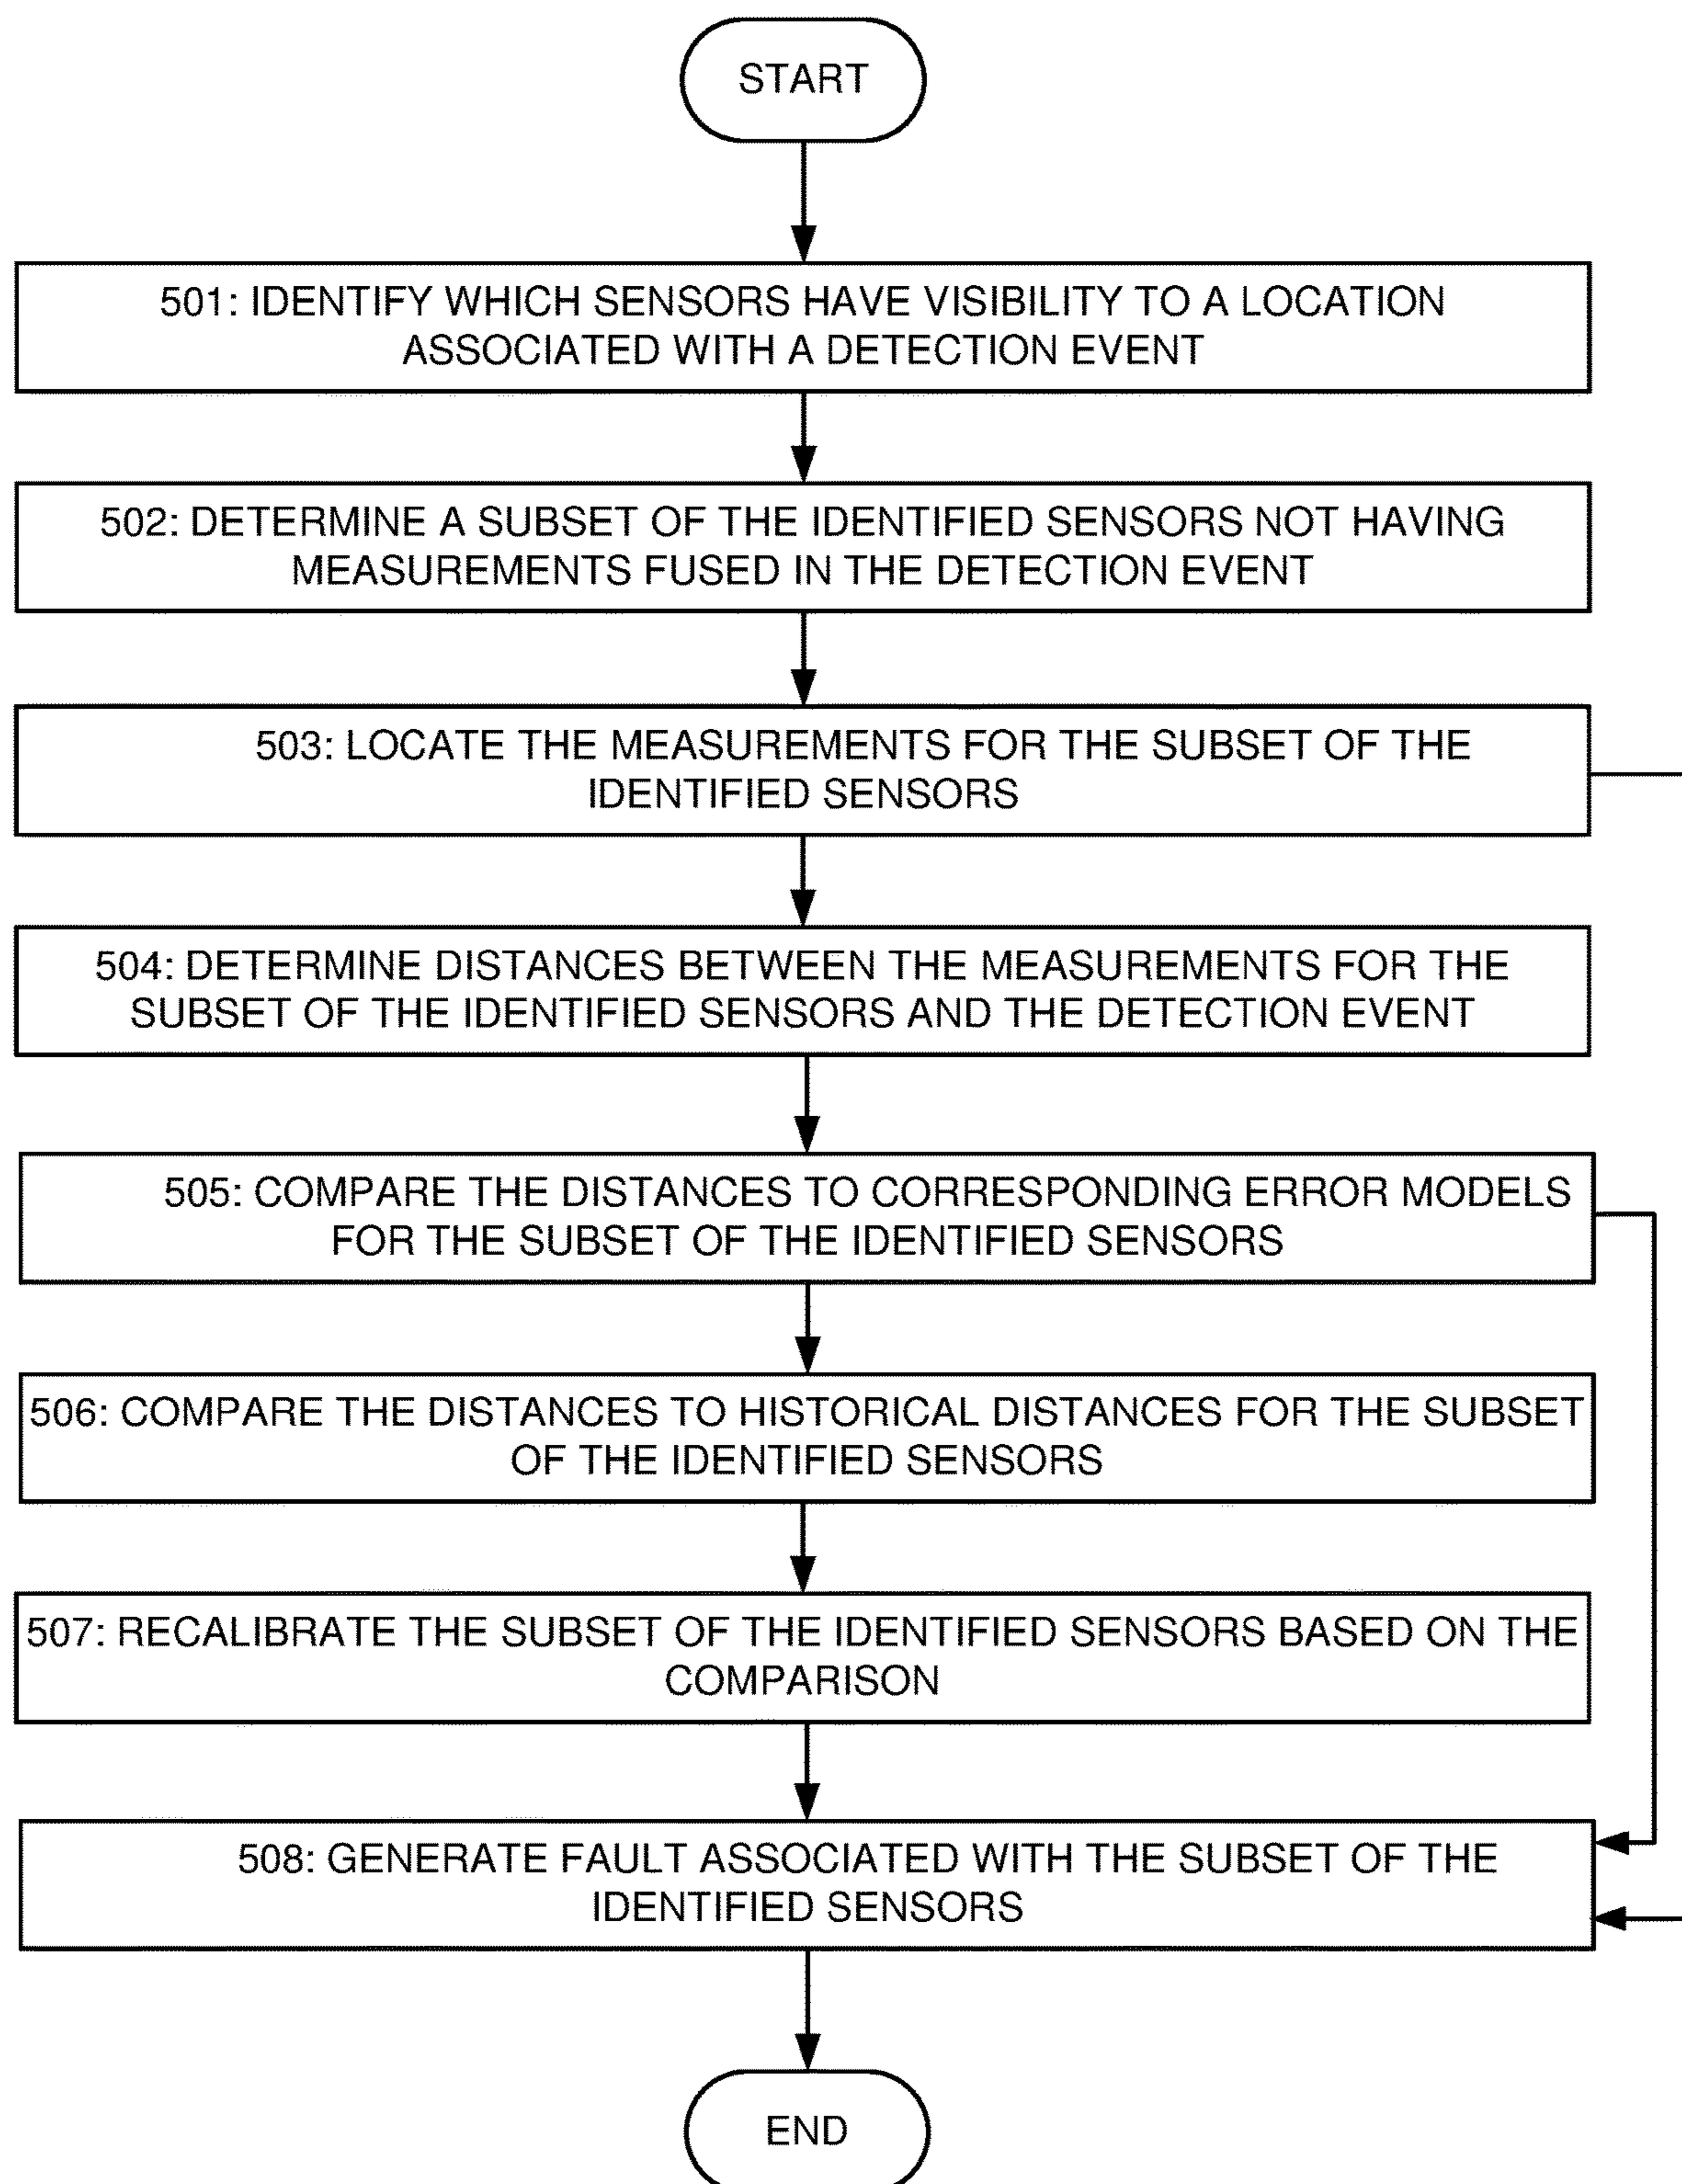 START
501: IDENTIFY WHICH SENSORS HAVE VISIBILITY TO A LOCATION
ASSOCIATED WITH A DETECTION EVENT
502: DETERMINE A SUBSET OF THE IDENTIFIED SENSORS NOT HAVING
MEASUREMENTS FUSED IN THE DETECTION EVENT
503: LOCATE THE MEASUREMENTS FOR THE SUBSET OF THE
IDENTIFIED SENSORS
504: DETERMINE DISTANCES BETWEEN THE MEASUREMENTS FOR THE
SUBSET OF THE IDENTIFIED SENSORS AND THE DETECTION EVENT
505: COMPARE THE DISTANCES TO CORRESPONDING ERROR MODELS
FOR THE SUBSET OF THE IDENTIFIED SENSORS
506: COMPARE THE DISTANCES TO HISTORICAL DISTANCES FOR THE SUBSET
OF THE IDENTIFIED SENSORS
507: RECALIBRATE THE SUBSET OF THE IDENTIFIED SENSORS BASED ON THE
COMPARISON
508: GENERATE FAULT ASSOCIATED WITH THE SUBSET OF THE
IDENTIFIED SENSORS
END